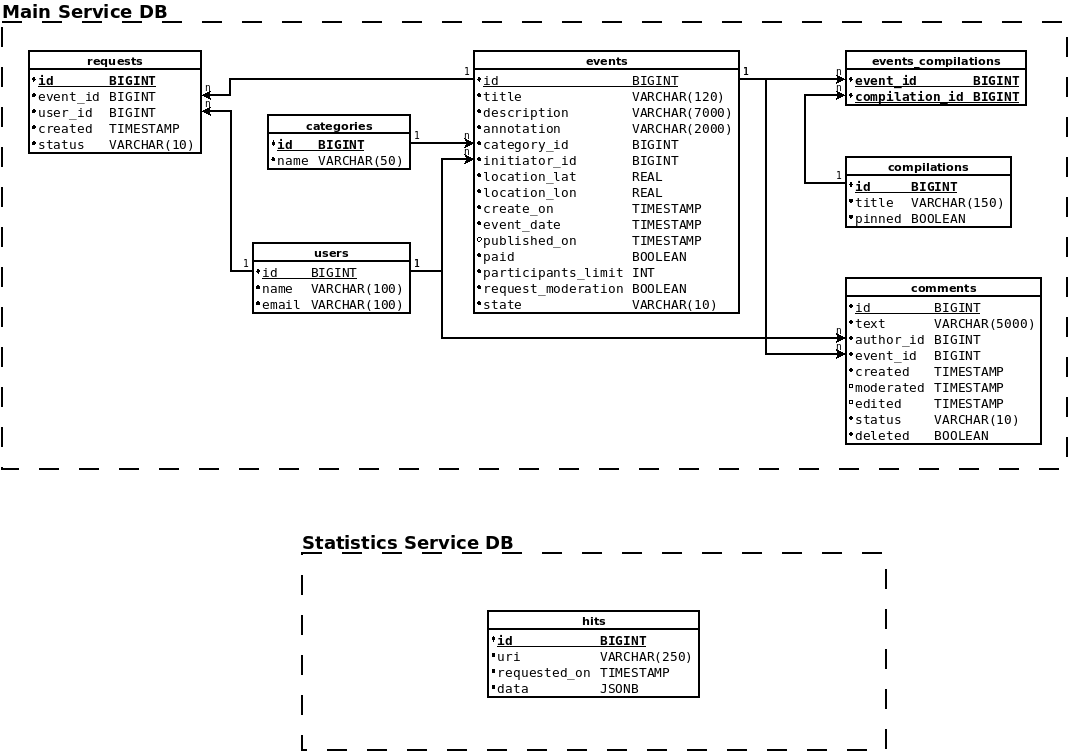 Main Service DB
requests
id BIGINT
event_id BIGINT
user_id BIGINT
created TIMESTAMP
status VARCHAR(10)
categories
id BIGINT
name VARCHAR(50)
users
id BIGINT
name VARCHAR(100)
email VARCHAR(100)
events
id BIGINT
title VARCHAR(120)
description VARCHAR(7000)
annotation VARCHAR(2000)
category_id BIGINT
initiator_id BIGINT
location_lat REAL
location_lon REAL
create_on TIMESTAMP
event_date TIMESTAMP
published_on TIMESTAMP
paid BOOLEAN
participants_limit INT
request_moderation BOOLEAN
state VARCHAR(10)
events_compilations
event_id BIGINT
compilation_id BIGINT
compilations
id BIGINT
title VARCHAR(150)
pinned BOOLEAN
comments
id BIGINT
text VARCHAR(5000)
author_id BIGINT
event_id BIGINT
created TIMESTAMP
moderated TIMESTAMP
edited TIMESTAMP
status VARCHAR(10)
deleted BOOLEAN
1
n
n
1
1
n
n
1
1
n
n
1
n
n
Statistics Service DB
hits
id BIGINT
uri VARCHAR(250)
requested_on TIMESTAMP
data JSONB